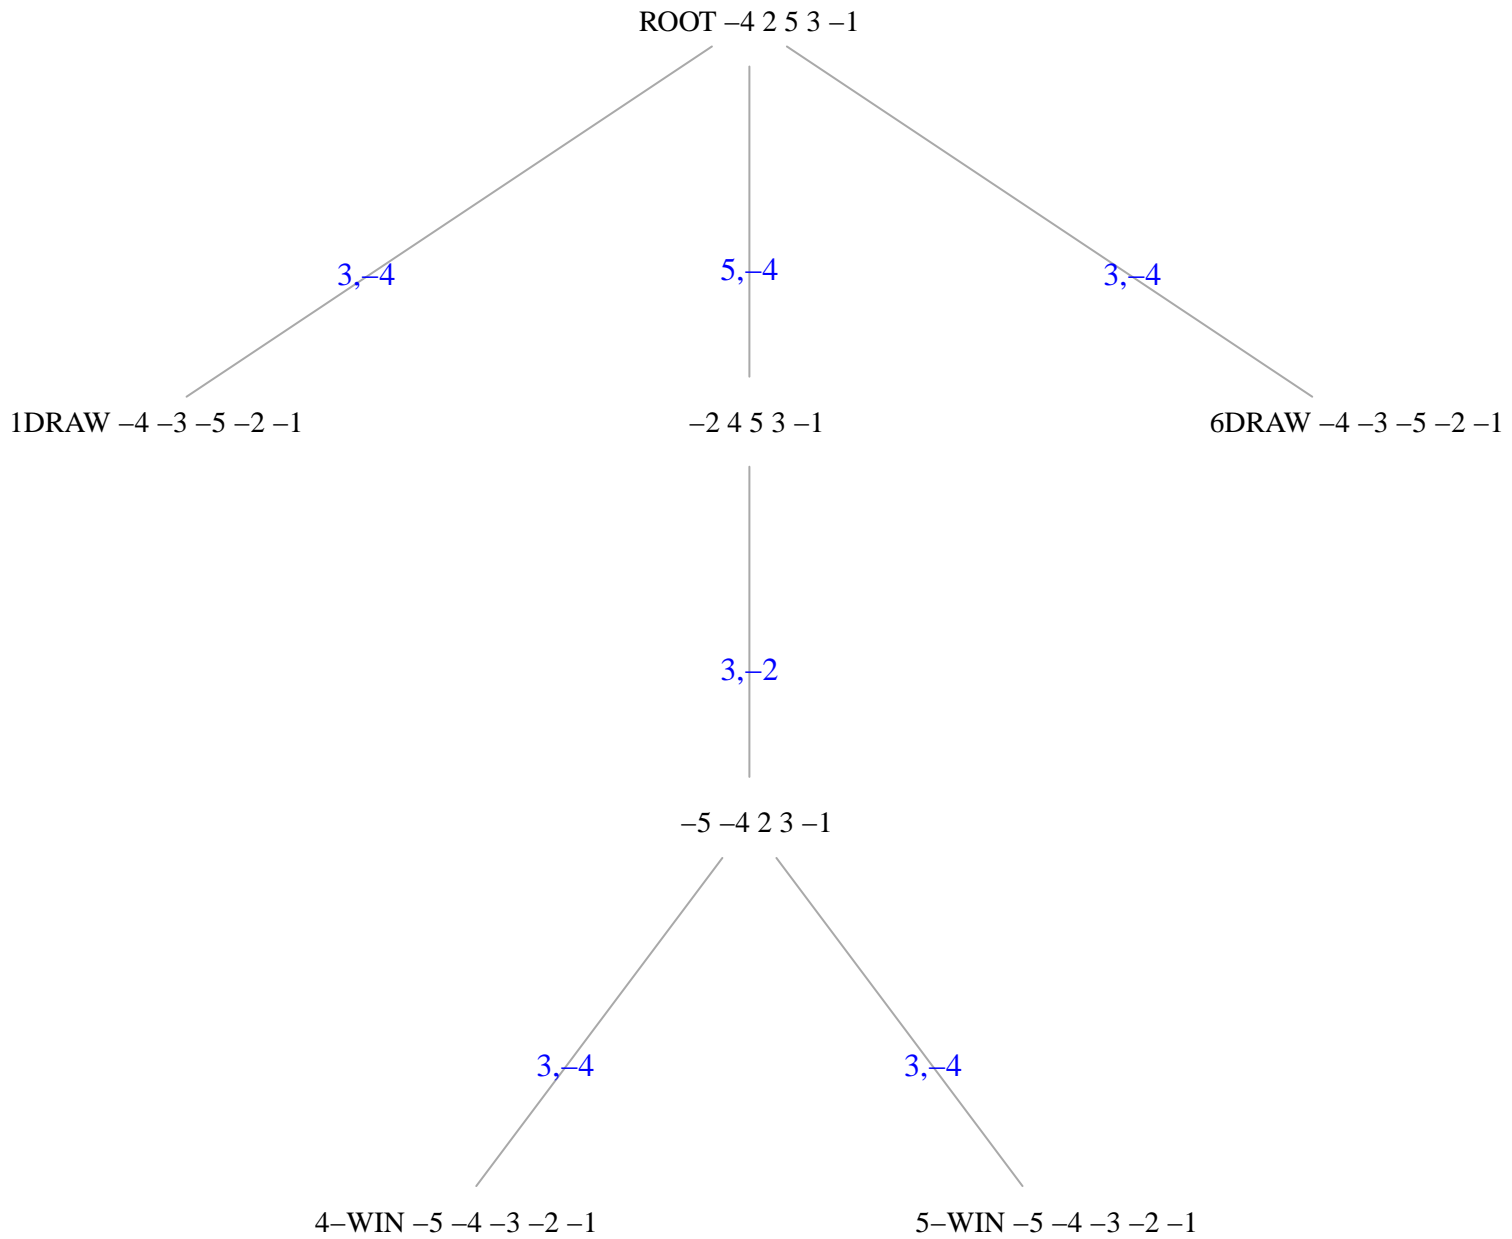 ROOT –4 2 5 3 –1
3,–4
5,–4
3,–4
1DRAW –4 –3 –5 –2 –1
–2 4 5 3 –1
6DRAW –4 –3 –5 –2 –1
3,–2
–5 –4 2 3 –1
3,–4
3,–4
4–WIN –5 –4 –3 –2 –1
5–WIN –5 –4 –3 –2 –1